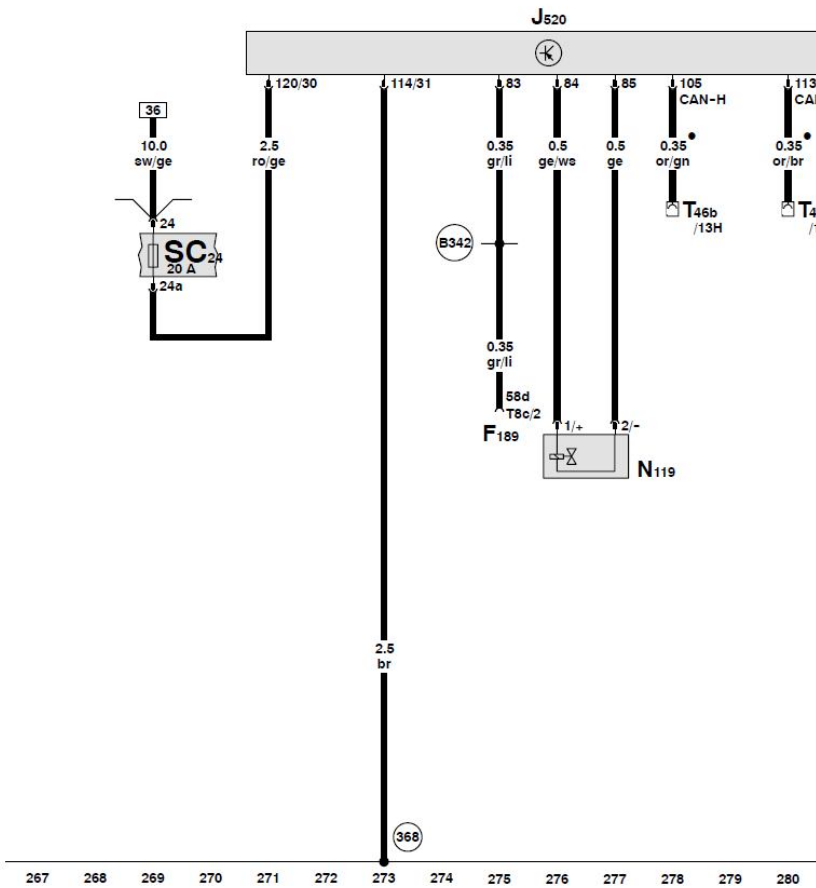 J520
120/30
114/31
83
84
85
105
CAN-H
113
CA
36
10.0
sw/ge
2.5
ro/ge
0.35
gr/li
0.5
ge/ws
0.5
ge
0.35
or/gn
0.35
or/br
24
SC24
20 A
24a
B342
T46b
/13H
T4
/1
0.35
gr/li
58d
T8c/2
F189
1/+
2/-
N119
2.5
br
368
267 268 269 270 271 272 273 274 275 276 277 278 279 280